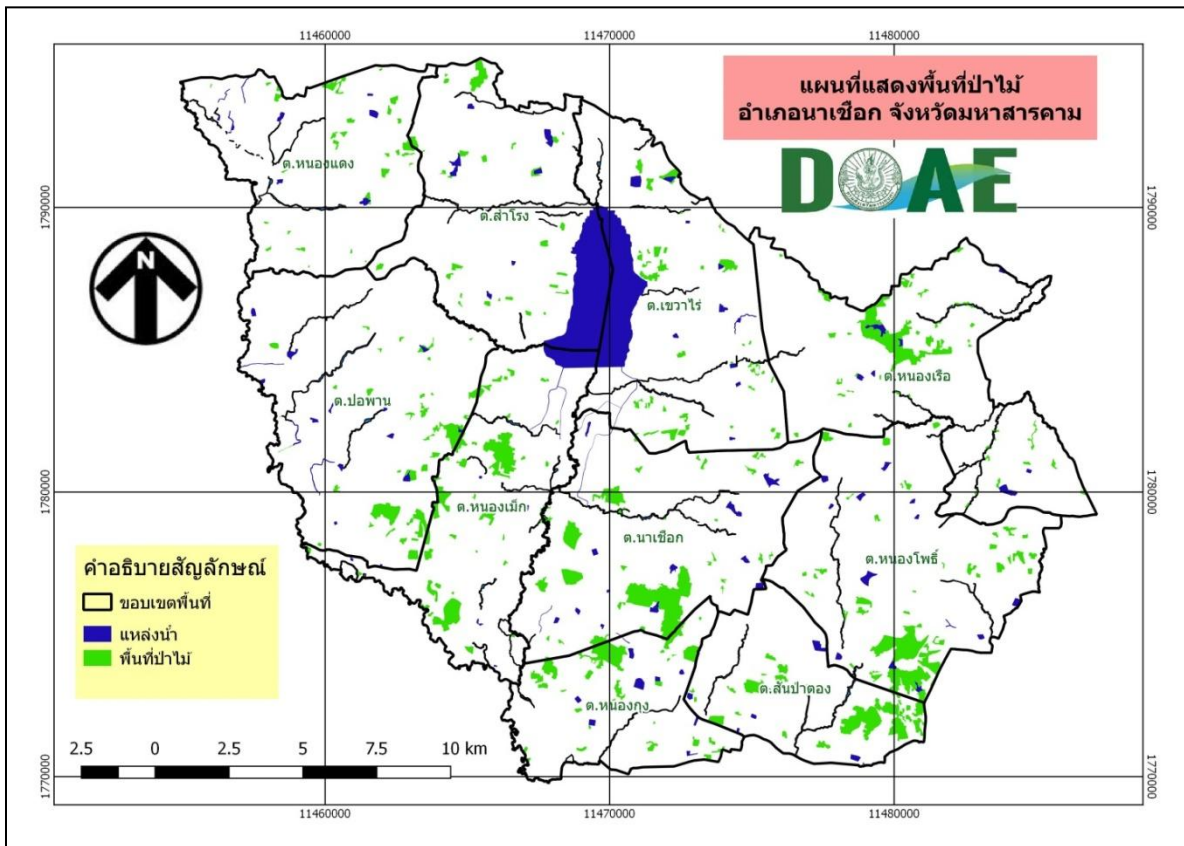 11460000 11470000 11480000
แผนที่แสดงพื้นที่ป่าไม้
อำเภอนาเชือก จังหวัดมหาสารคาม
DOAE
ต.หนองแดง
1790000
1790000
ต.สำโรง
N
ต.เขวาไร่
ต.หนองเรือ
ต.ปอพาน
1780000
1780000
ต.หนองเม็ก
ต.นาเชือก
ต.หนองโพธิ์
คำอธิบายสัญลักษณ์
ขอบเขตพื้นที่
แหล่งน้ำ
พื้นที่ป่าไม้
ต.สันป่าตอง
ต.หนองกุง
2.5 0 2.5 5 7.5 10 km
1770000
1770000
11460000 11470000 11480000